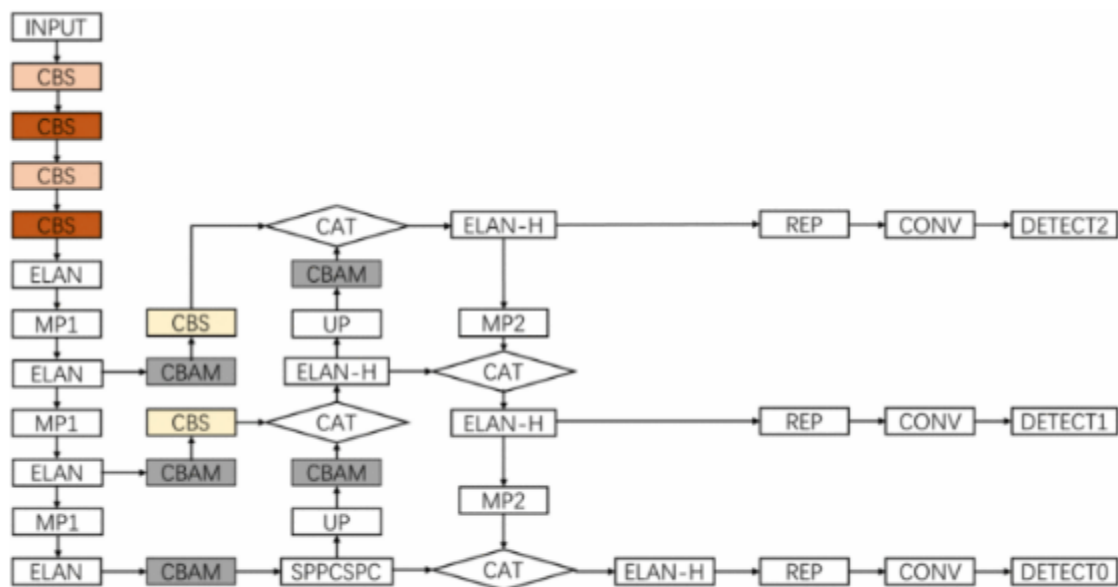 INPUT
CBS
CBS
CBS
CBS CAT ELAN-H REP CONV DETECT2
ELAN CBAM
MP1 CBS UP MP2
ELAN CBAM ELAN-H CAT
MP1 CBS CAT ELAN-H REP CONV DETECT1
ELAN CBAM CBAM
MP1 UP MP2
ELAN CBAM SPPCSPC CAT ELAN-H REP CONV DETECT0